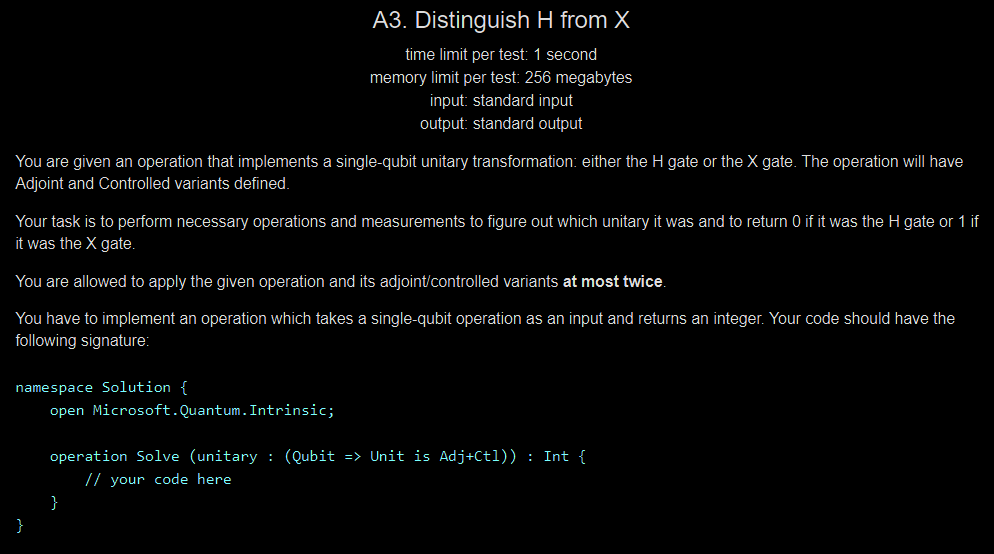 A3. Distinguish H from X
time limit per test: 1 second
memory limit per test: 256 megabytes
input: standard input
output: standard output
You are given an operation that implements a single-qubit unitary transformation: either the H gate or the X gate. The operation will have
Adjoint and Controlled variants defined.
Your task is to perform necessary operations and measurements to figure out which unitary it was and to return 0 if it was the H gate or 1 if
it was the X gate.
You are allowed to apply the given operation and its adjoint/controlled variants at most twice.
You have to implement an operation which takes a single-qubit operation as an input and returns an integer. Your code should have the
following signature:
namespace Solution {
    open Microsoft.Quantum.Intrinsic;
    operation Solve (unitary : (Qubit => Unit is Adj+Ctl)) : Int {
        // your code here
    }
}